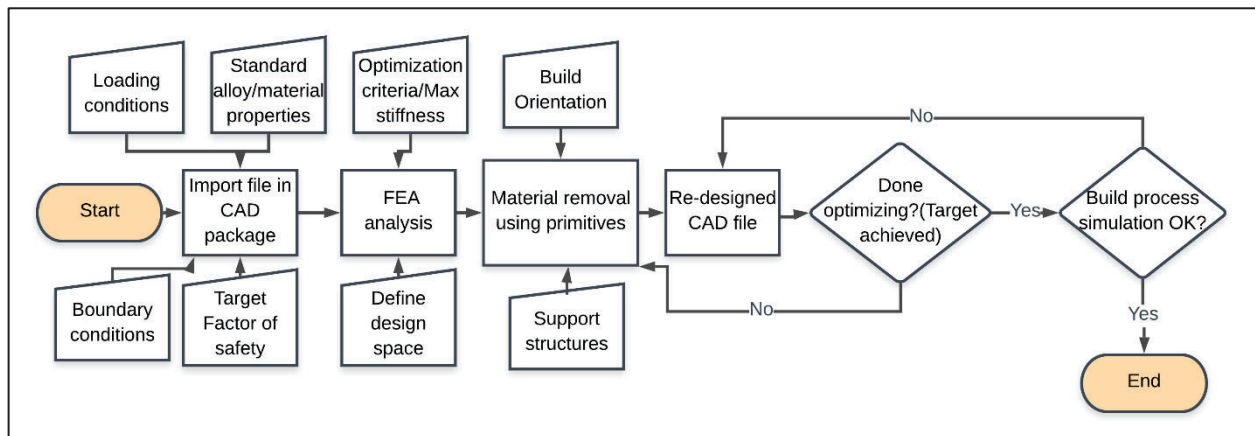 Loading
conditions
Standard
alloy/material
properties
Optimization
criteria/Max
stiffness
Build
Orientation
No
Start
Import file in
CAD
package
FEA
analysis
Material removal
using primitives
Re-designed
CAD file
Done
optimizing?(Target
achieved)
Yes
Build process
simulation OK?
Boundary
conditions
Target
Factor of
safety
Define
design
space
Support
structures
No
Yes
End